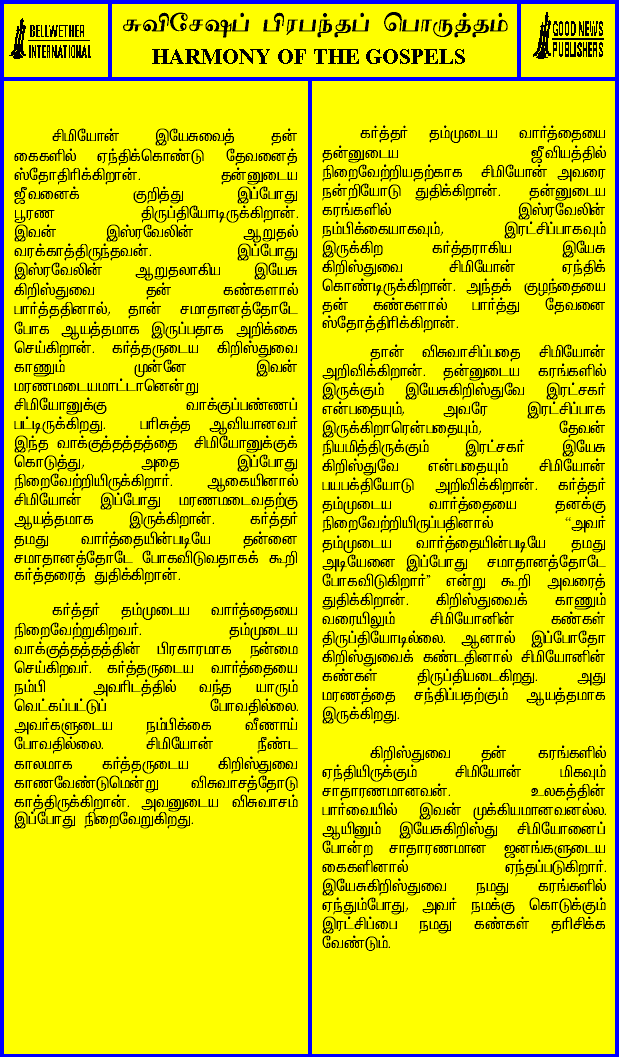 BELLWETHER
INTERNATIONAL
சுவிசேஷப் பிரபந்தப் பொருத்தம்
HARMONY OF THE GOSPELS
GOOD NEWS
PUBLISHERS
சிமியோன் இயேசுவைத் தன்
கைகளில் ஏந்திக்கொண்டு தேவனைத்
ஸ்தோதிரிக்கிறான். தன்னுடைய
ஜீவனைக் குறித்து இப்போது
பூரண திருப்தியோடிருக்கிறான்.
இவன் இஸ்ரவேலின் ஆறுதல்
வரக்காத்திருந்தவன். இப்போது
இஸ்ரவேலின் ஆறுதலாகிய இயேசு
கிறிஸ்துவை தன் கண்களால்
பார்த்ததினால், தான் சமாதானத்தோடே
போக ஆயத்தமாக இருப்பதாக அறிக்கை
செய்கிறான். கர்த்தருடைய கிறிஸ்துவை
காணும் முன்னே இவன்
மரணமடையமாட்டானென்று
சிமியோனுக்கு வாக்குப்பண்ணப்
பட்டிருக்கிறது. பரிசுத்த ஆவியானவர்
இந்த வாக்குத்தத்தத்தை சிமியோனுக்குக்
கொடுத்து, அதை இப்போது
நிறைவேற்றியிருக்கிறார். ஆகையினால்
சிமியோன் இப்போது மரணமடைவதற்கு
ஆயத்தமாக இருக்கிறான். கர்த்தர்
தமது வார்த்தையின்படியே தன்னை
சமாதானத்தோடே போகவிடுவதாகக் கூறி
கர்த்தரைத் துதிக்கிறான்.
கர்த்தர் தம்முடைய வார்த்தையை
நிறைவேற்றுகிறவர். தம்முடைய
வாக்குத்தத்தத்தின் பிரகாரமாக நன்மை
செய்கிறவர். கர்த்தருடைய வார்த்தையை
நம்பி அவரிடத்தில் வந்த யாரும்
வெட்கப்பட்டுப் போவதில்லை.
அவர்களுடைய நம்பிக்கை வீணாய்
போவதில்லை. சிமியோன் நீண்ட
காலமாக கர்த்தருடைய கிறிஸ்துவை
காணவேண்டுமென்று விசுவாசத்தோடு
காத்திருக்கிறான். அவனுடைய விசுவாசம்
இப்போது நிறைவேறுகிறது.
கர்த்தர் தம்முடைய வார்த்தையை
தன்னுடைய ஜீவியத்தில்
நிறைவேற்றியதற்காக சிமியோன் அவரை
நன்றியோடு துதிக்கிறான். தன்னுடைய
கரங்களில் இஸ்ரவேலின்
நம்பிக்கையாகவும், இரட்சிப்பாகவும்
இருக்கிற கர்த்தராகிய இயேசு
கிறிஸ்துவை சிமியோன் ஏந்திக்
கொண்டிருக்கிறான். அந்தக் குழந்தையை
தன் கண்களால் பார்த்து தேவனை
ஸ்தோத்திரிக்கிறான்.
தான் விசுவாசிப்பதை சிமியோன்
அறிவிக்கிறான். தன்னுடைய கரங்களில்
இருக்கும் இயேசுகிறிஸ்துவே இரட்சகர்
என்பதையும், அவரே இரட்சிப்பாக
இருக்கிறாரென்பதையும், தேவன்
நியமித்திருக்கும் இரட்சகர் இயேசு
கிறிஸ்துவே என்பதையும் சிமியோன்
பயபக்தியோடு அறிவிக்கிறான். கர்த்தர்
தம்முடைய வார்த்தையை தனக்கு
நிறைவேற்றியிருப்பதினால் “அவர்
தம்முடைய வார்த்தையின்படியே தமது
அடியேனை இப்போது சமாதானத்தோடே
போகவிடுகிறார்” என்று கூறி அவரைத்
துதிக்கிறான். கிறிஸ்துவைக் காணும்
வரையிலும் சிமியோனின் கண்கள்
திருப்தியோடில்லை. ஆனால் இப்போதோ
கிறிஸ்துவைக் கண்டதினால் சிமியோனின்
கண்கள் திருப்தியடைகிறது. அது
மரணத்தை சந்திப்பதற்கும் ஆயத்தமாக
இருக்கிறது.
கிறிஸ்துவை தன் கரங்களில்
ஏந்தியிருக்கும் சிமியோன் மிகவும்
சாதாரணமானவன். உலகத்தின்
பார்வையில் இவன் முக்கியமானவனல்ல.
ஆயினும் இயேசுகிறிஸ்து சிமியோனைப்
போன்ற சாதாரணமான ஜனங்களுடைய
கைகளினால் ஏந்தப்படுகிறார்.
இயேசுகிறிஸ்துவை நமது கரங்களில்
ஏந்தும்போது, அவர் நமக்கு கொடுக்கும்
இரட்சிப்பை நமது கண்கள் தரிசிக்க
வேண்டும்.